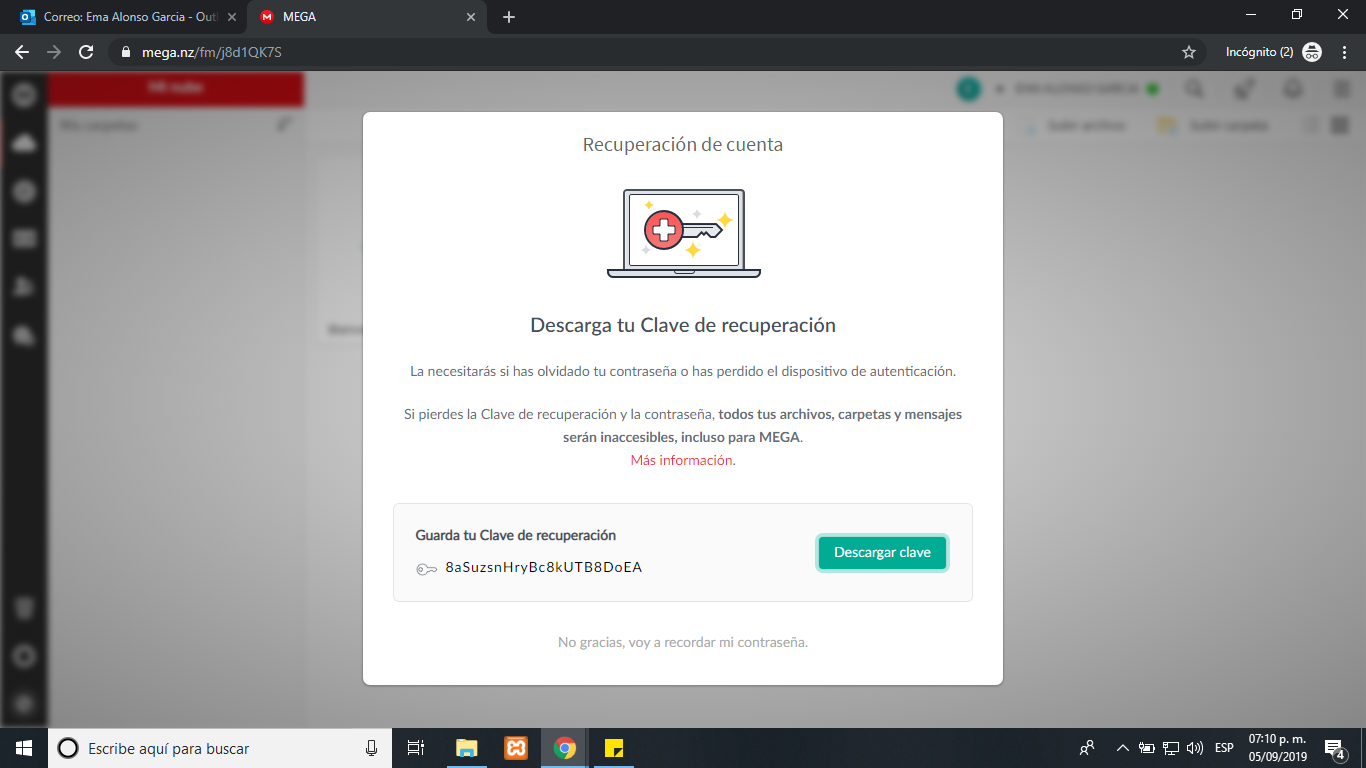 Correo: Ema Alonso Garcia - Outl
MEGA
mega.nz/fm/j8d1QK7S
Incógnito (2)
Mi nube
Mis carpetas
EMA ALONSO GARCIA
Subir archivo
Subir carpeta
Recuperación de cuenta
Descarga tu Clave de recuperación
La necesitarás si has olvidado tu contraseña o has perdido el dispositivo de autenticación.
Si pierdes la Clave de recuperación y la contraseña, todos tus archivos, carpetas y mensajes
serán inaccesibles, incluso para MEGA.
Más información.
Guarda tu Clave de recuperación
8aSuzsnHryBc8kUTB8DoEA
Descargar clave
No gracias, voy a recordar mi contraseña.
Escribe aquí para buscar
ESP
07:10 p. m.
05/09/2019
4